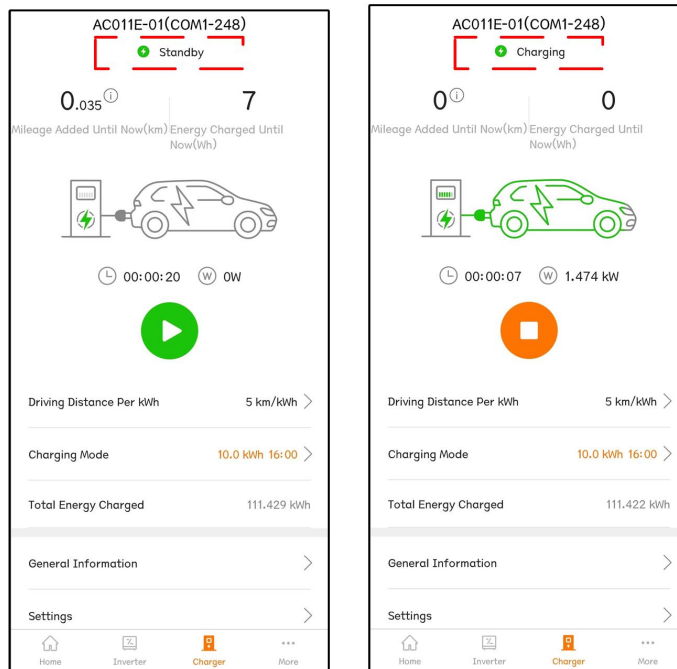 AC011E-01(COM1-248)
Standby
0.035
7
Mileage Added Until Now(km)
Energy Charged Until
Now(Wh)
00:00:20
W
0W
Driving Distance Per kWh
5 km/kWh
Charging Mode
10.0 kWh 16:00
Total Energy Charged
111.429 kWh
General Information
Settings
Home
Inverter
Charger
More
AC011E-01(COM1-248)
Charging
0
0
Mileage Added Until Now(km)
Energy Charged Until
Now(Wh)
00:00:07
W
1.474 kW
Driving Distance Per kWh
5 km/kWh
Charging Mode
10.0 kWh 16:00
Total Energy Charged
111.422 kWh
General Information
Settings
Home
Inverter
Charger
More